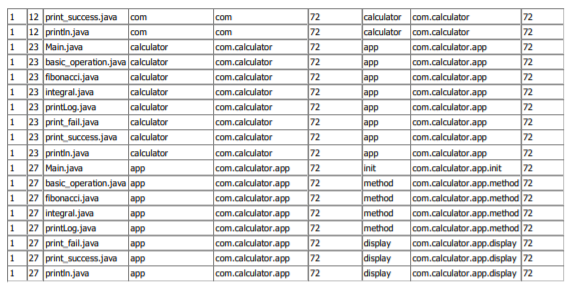 1 12 print_success.java com com 72 calculator com.calculator 72
1 12 println.java com com 72 calculator com.calculator 72
1 23 Main.java calculator com.calculator 72 app com.calculator.app 72
1 23 basic_operation.java calculator com.calculator 72 app com.calculator.app 72
1 23 fibonacci.java calculator com.calculator 72 app com.calculator.app 72
1 23 integral.java calculator com.calculator 72 app com.calculator.app 72
1 23 printLog.java calculator com.calculator 72 app com.calculator.app 72
1 23 print_fail.java calculator com.calculator 72 app com.calculator.app 72
1 23 print_success.java calculator com.calculator 72 app com.calculator.app 72
1 23 println.java calculator com.calculator 72 app com.calculator.app 72
1 27 Main.java app com.calculator.app 72 init com.calculator.app.init 72
1 27 basic_operation.java app com.calculator.app 72 method com.calculator.app.method 72
1 27 fibonacci.java app com.calculator.app 72 method com.calculator.app.method 72
1 27 integral.java app com.calculator.app 72 method com.calculator.app.method 72
1 27 printLog.java app com.calculator.app 72 method com.calculator.app.method 72
1 27 print_fail.java app com.calculator.app 72 display com.calculator.app.display 72
1 27 print_success.java app com.calculator.app 72 display com.calculator.app.display 72
1 27 println.java app com.calculator.app 72 display com.calculator.app.display 72